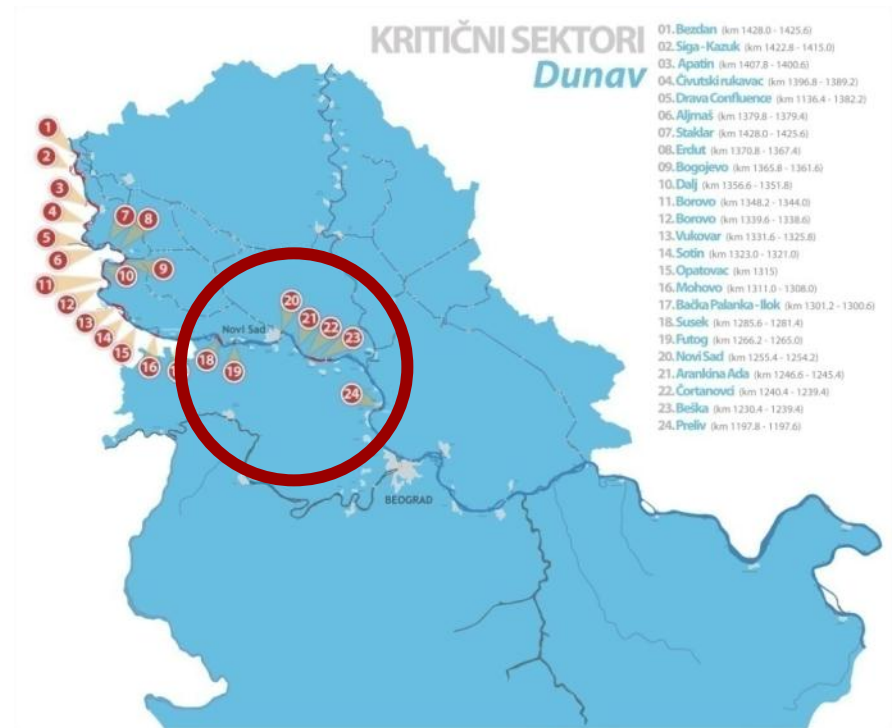 KRITIČNI SEKTORI
Dunav
01. Bezdan (km 1428.0 - 1425.6)
02. Siga - Kazuk (km 1422.8 - 1415.0)
03. Apatin (km 1407.8 - 1400.6)
04. Čivutski rukavac (km 1396.8 - 1389.2)
05. Drava Confluence (km 1136.4 - 1382.2)
06. Aljmaš (km 1379.8 - 1379.4)
07. Staklar (km 1428.0 - 1425.6)
08. Erdut (km 1370.8 - 1367.4)
09. Bogojevo (km 1365.8 - 1361.6)
10. Dalj (km 1356.6 - 1351.8)
11. Borovo (km 1348.2 - 1344.0)
12. Borovo (km 1339.6 - 1338.6)
13. Vukovar (km 1331.6 - 1325.8)
14. Sotin (km 1323.0 - 1321.0)
15. Opatovac (km 1315)
16. Mohovo (km 1311.0 - 1308.0)
17. Bačka Palanka - Ilok (km 1301.2 - 1300.6)
18. Susek (km 1285.6 - 1281.4)
19. Futog (km 1266.2 - 1265.0)
20. Novi Sad (km 1255.4 - 1254.2)
21. Arankina Ada (km 1246.6 - 1245.4)
22. Čortanovci (km 1240.4 - 1239.4)
23. Beška (km 1230.4 - 1239.4)
24. Preliv (km 1197.8 - 1197.6)
1
2
3
4
5
6
7
8
9
10
11
12
13
14
15
16
18
19
20
21
22
23
24
Novi Sad
BEOGRAD